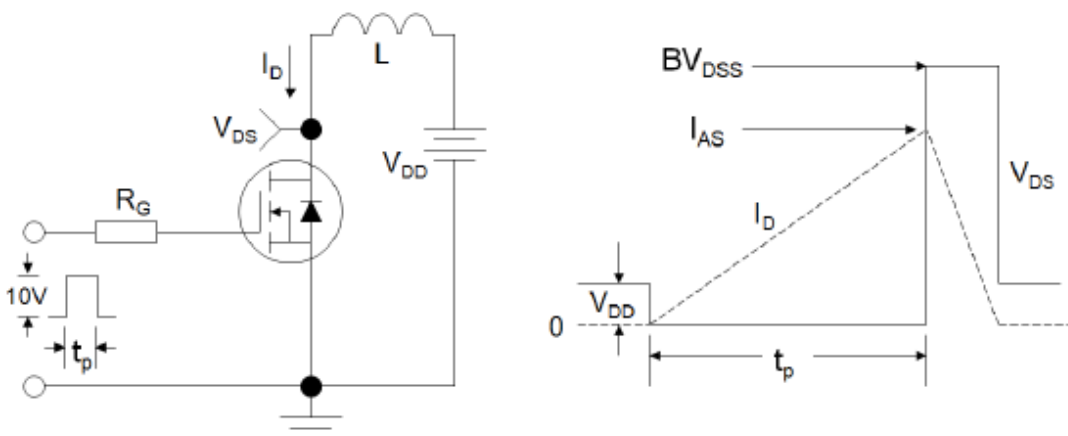 L
I_D
V_DS
V_DD
R_G
10V
t_p
BV_DSS
I_AS
V_DS
I_D
V_DD
0
t_p